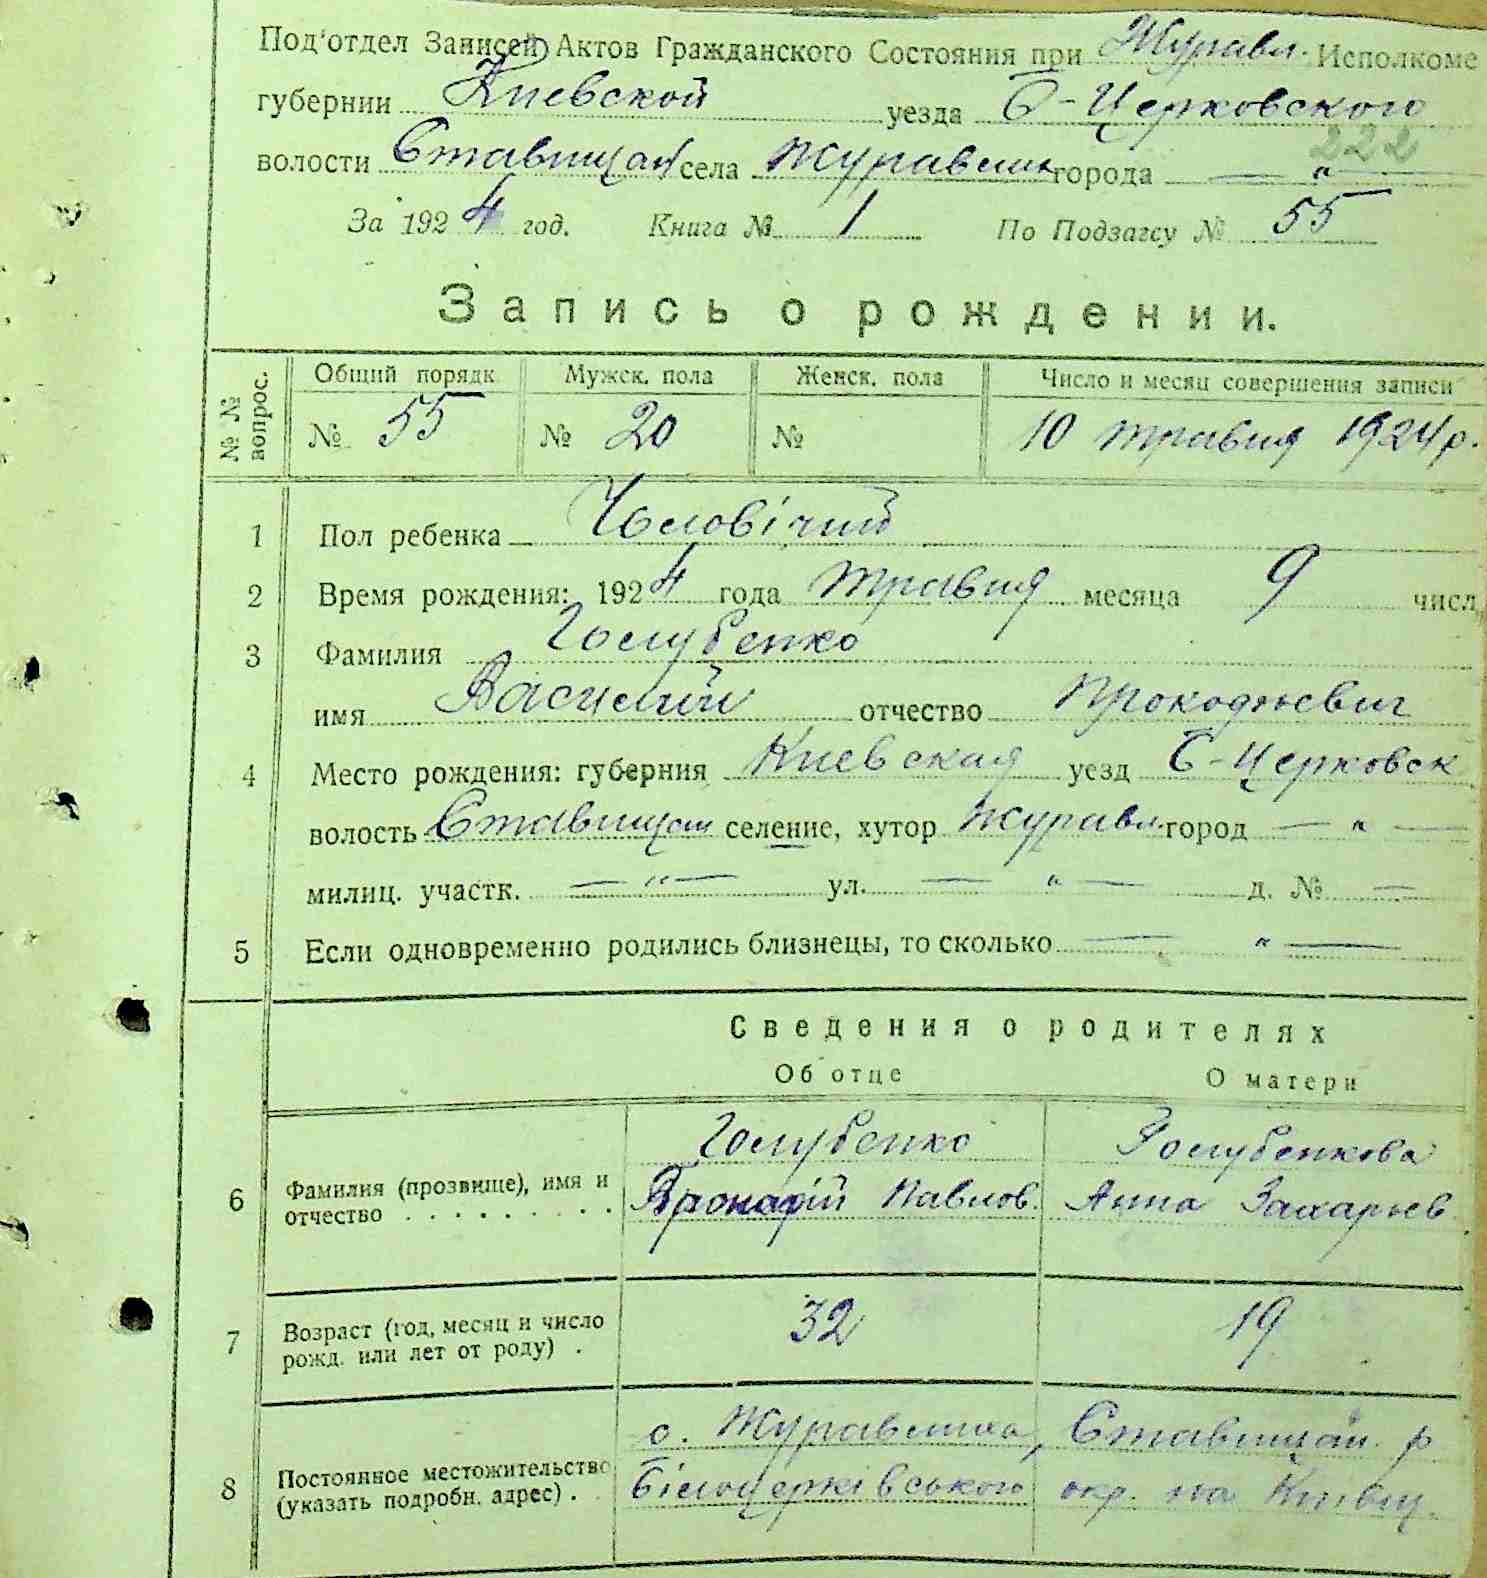 Под'отдел Записей Актов Гражданского Состояния при Журавл. Исполкоме
губернии Киевской уезда Б-Церковского
222
волости Ставищан села Журавлиха города — " —
За 1924 год. Книга № 1 По Подзагсу № 55
Запись о рождении.
№ № вопрос. Общий порядк Мужск. пола Женск. пола Число и месяц совершения записи
№ 55 № 20 № 10 травня 1924 р.
1 Пол ребенка Чоловічий
2 Время рождения: 1924 года травня месяца 9 числ
3 Фамилия Голубенко
имя Василий отчество
4 Место рождения: губерния Киевская уезд Б-Церковск
волость Ставищан селение, хутор Журавл. город — " —
милиц. участк. — " — ул. — " — д. № —
5 Если одновременно родились близнецы, то сколько — " —
Сведения о родителях
Об отце О матери
Голубенко Голубенкова
6 Фамилия (прозвище), имя и
отчество . . . . . . . . . Павлов. Анна Захарьев
7 Возраст (год, месяц и число
рожд. или лет от роду) . 32 19
с. Журавлиха, Ставищан. р
8 Постоянное местожительство
(указать подробн. адрес) . Білоцерківського окр. на Київщ.